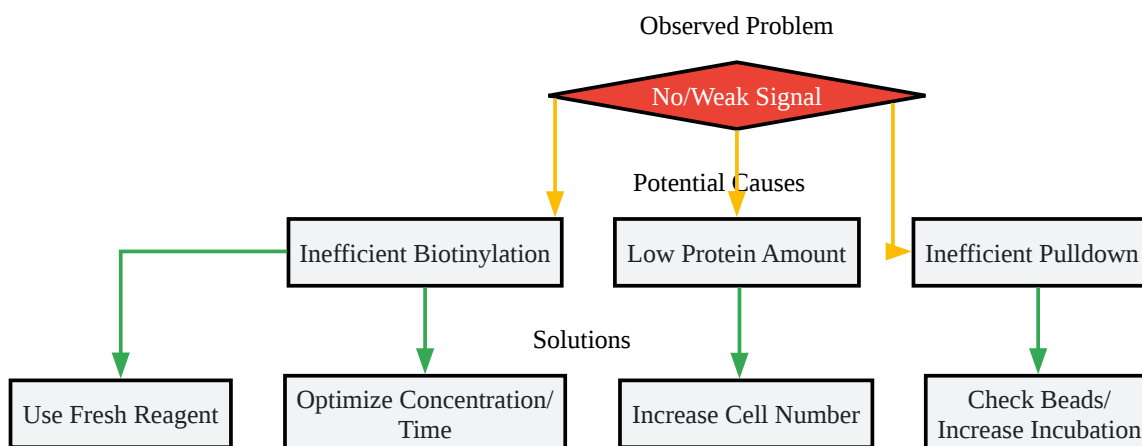 Observed Problem
No/Weak Signal
Potential Causes
Inefficient Biotinylation
Low Protein Amount
Inefficient Pulldown
Solutions
Use Fresh Reagent
Optimize Concentration/
Time
Increase Cell Number
Check Beads/
Increase Incubation